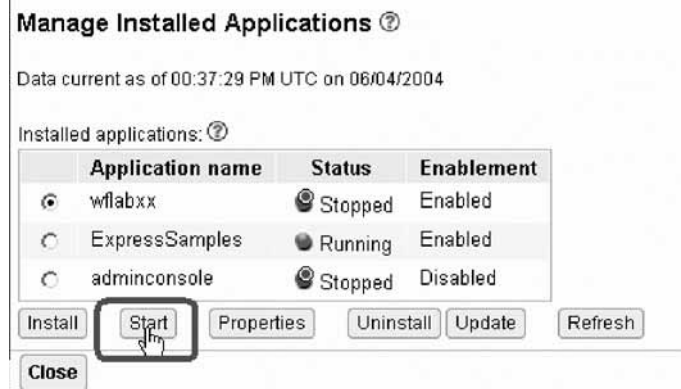 Manage Installed Applications ?
Data current as of 00:37:29 PM UTC on 06/04/2004
Installed applications: ?
Application name Status Enablement
wflabxx Stopped Enabled
ExpressSamples Running Enabled
adminconsole Stopped Disabled
Install Start Properties Uninstall Update Refresh
Close